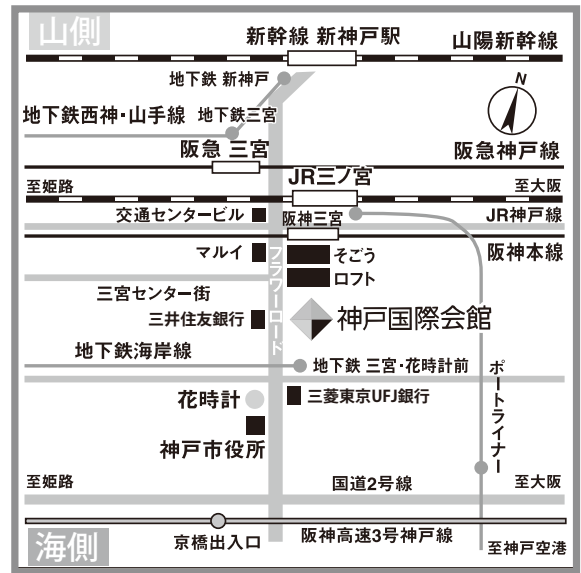 山側
新幹線 新神戸駅
山陽新幹線
地下鉄 新神戸
N
地下鉄西神・山手線
地下鉄三宮
阪急 三宮
阪急神戸線
至姫路
JR三ノ宮
至大阪
交通センタービル
阪神三宮
JR神戸線
マルイ
そごう
阪神本線
フラワーロード
ロフト
三宮センター街
三井住友銀行
神戸国際会館
地下鉄海岸線
地下鉄 三宮・花時計前
ポートライナー
花時計
三菱東京UFJ銀行
神戸市役所
至姫路
国道2号線
至大阪
海側
京橋出入口
阪神高速3号神戸線
至神戸空港